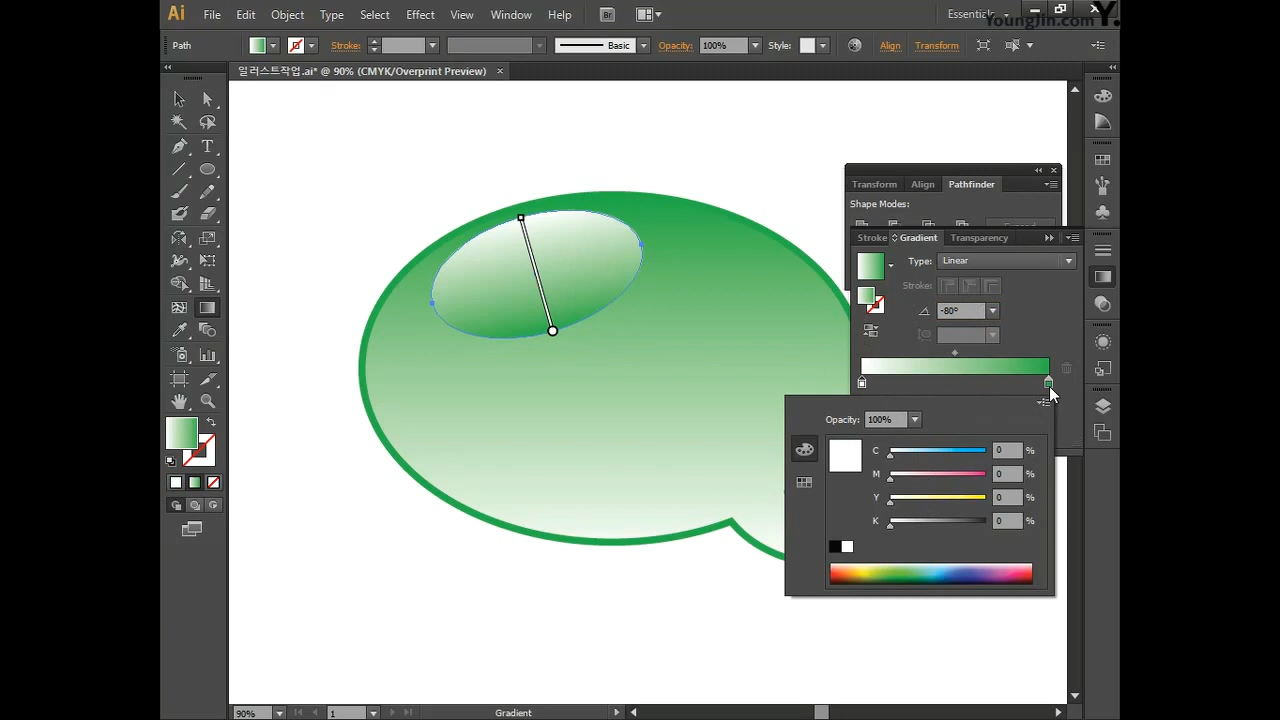 Ai File Edit Object Type Select Effect View Window Help Br Essentials
YoungJin.com Y.
Path Stroke: Basic Opacity: 100% Style: Align Transform
일러스트작업.ai* @ 90% (CMYK/Overprint Preview) ×
Transform Align Pathfinder
Shape Modes:
Expand
Stroke Gradient Transparency
Type: Linear
Stroke:
-80°
Opacity: 100%
C 0 %
M 0 %
Y 0 %
K 0 %
90% 1 Gradient